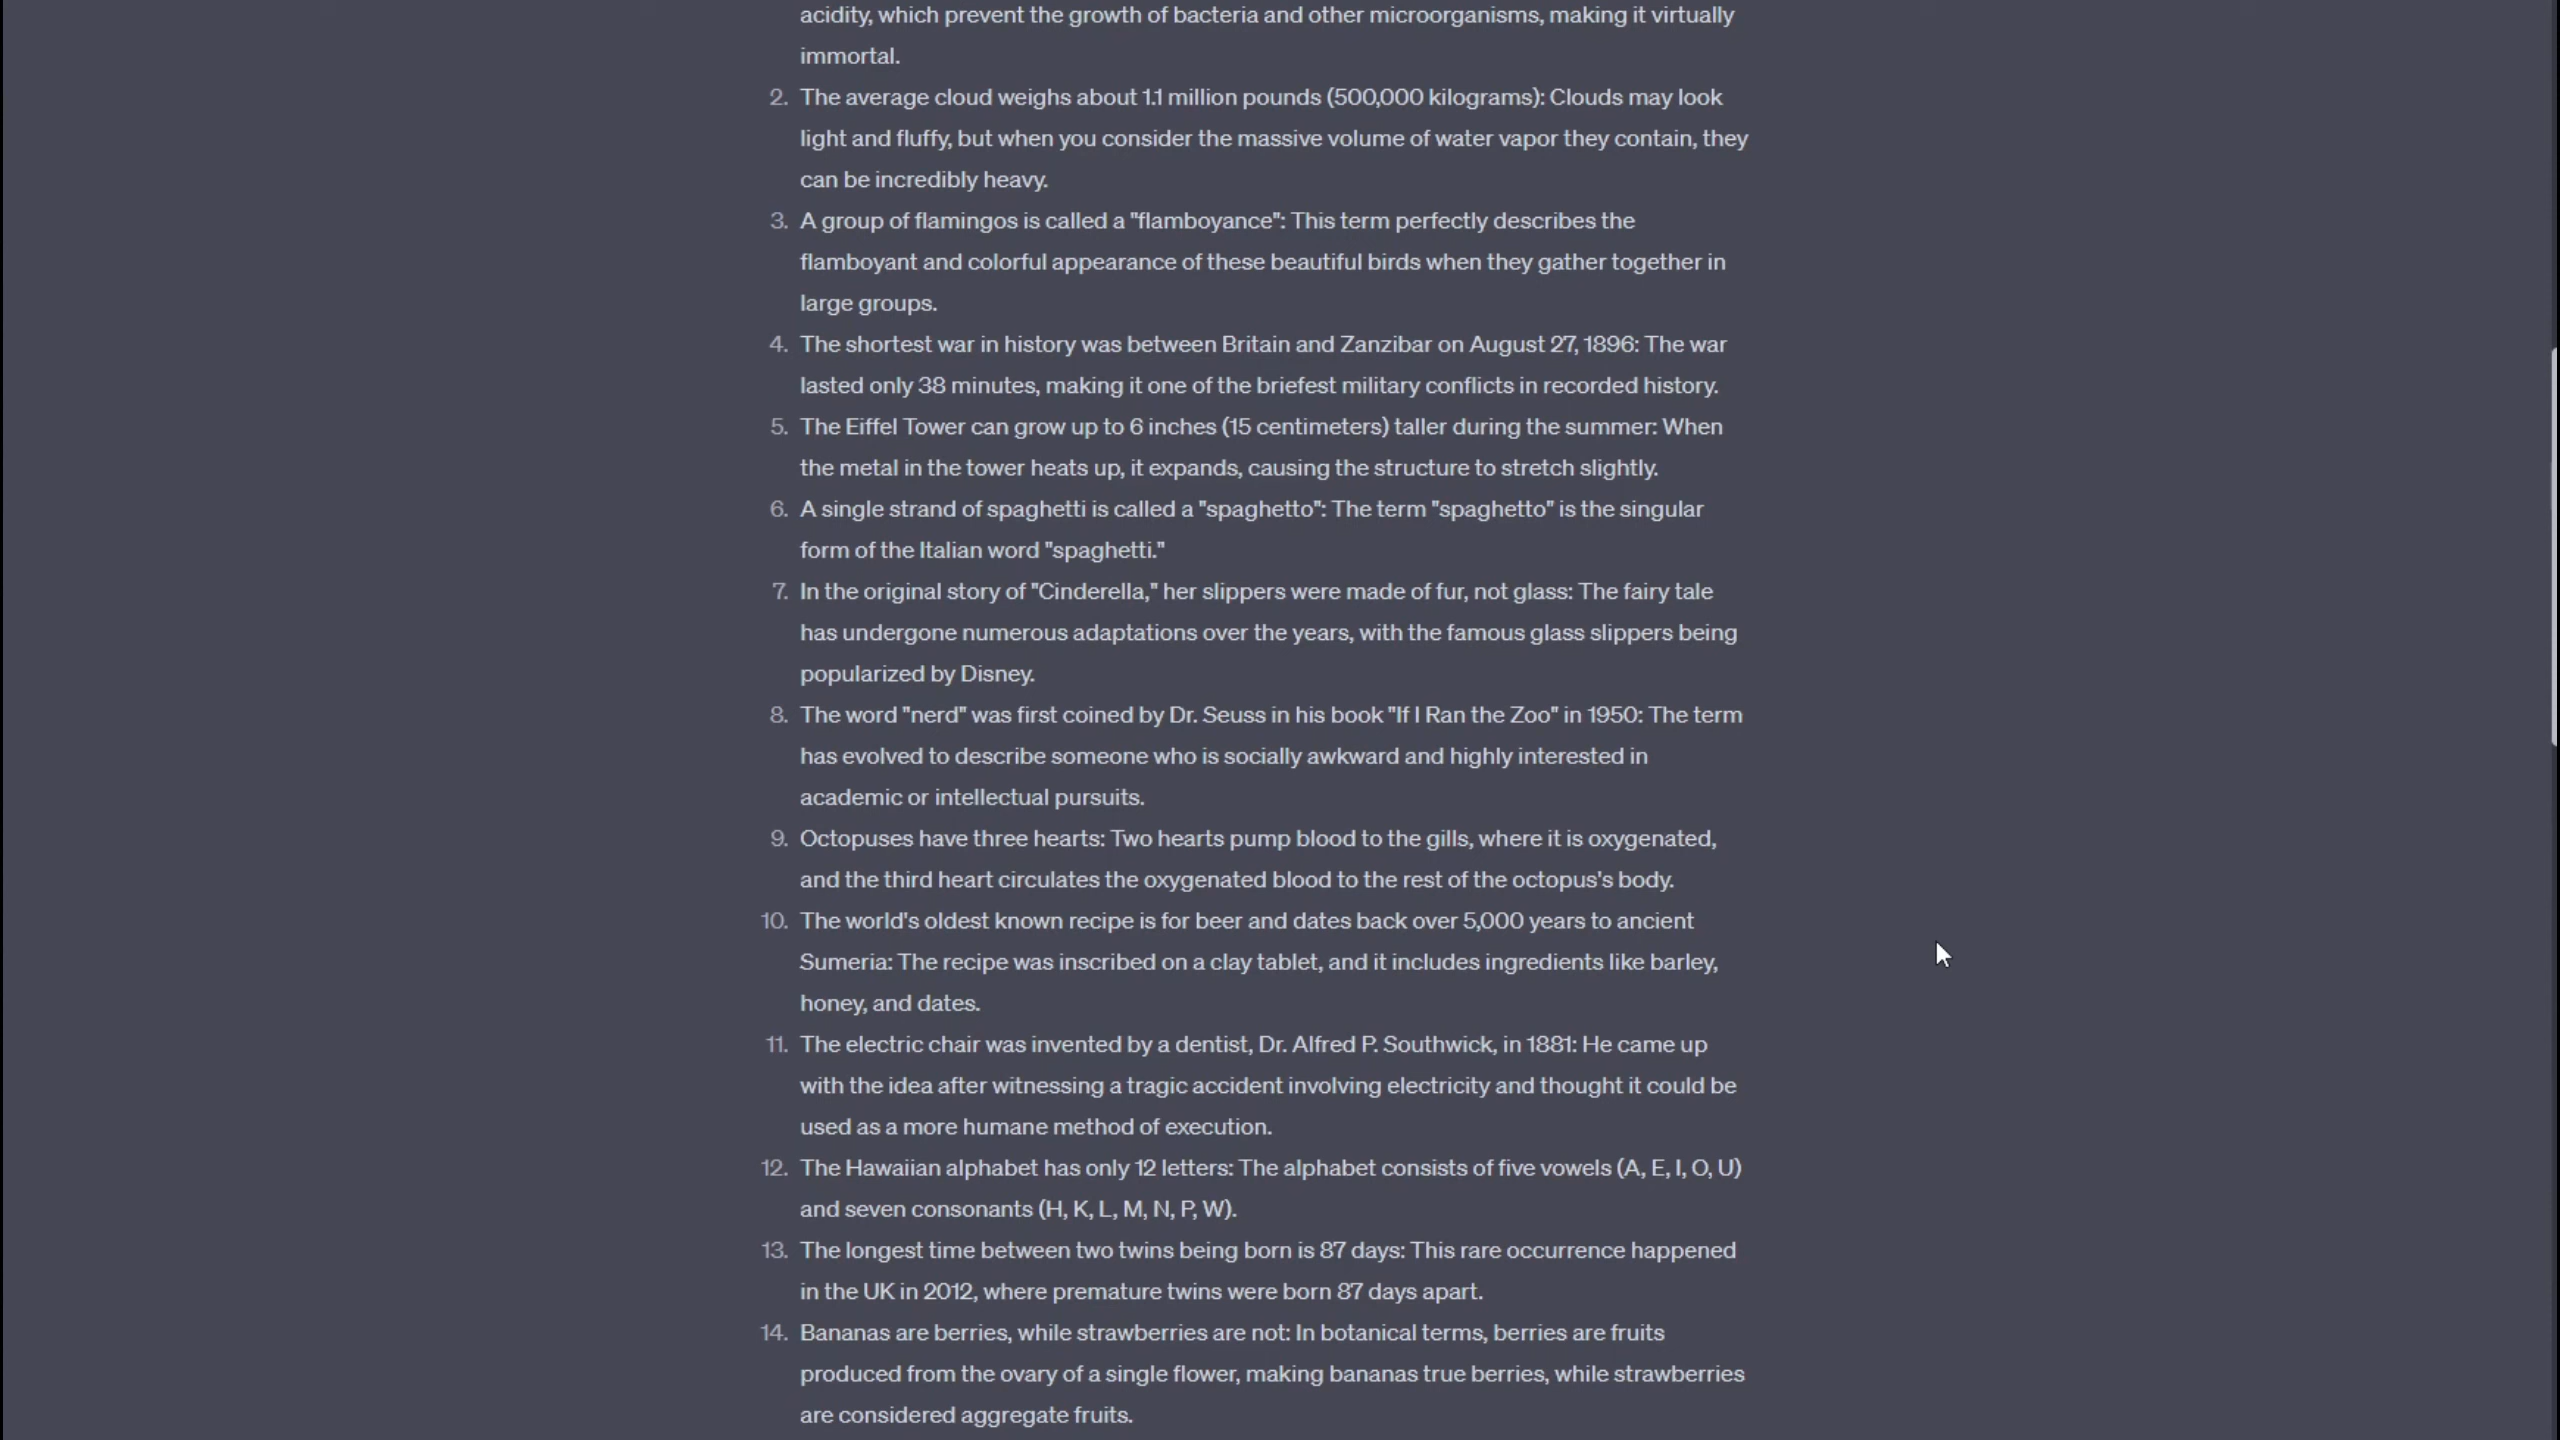 acidity, which prevent the growth of bacteria and other microorganisms, making it virtually
immortal.
2. The average cloud weighs about 1.1 million pounds (500,000 kilograms): Clouds may look
light and fluffy, but when you consider the massive volume of water vapor they contain, they
can be incredibly heavy.
3. A group of flamingos is called a "flamboyance": This term perfectly describes the
flamboyant and colorful appearance of these beautiful birds when they gather together in
large groups.
4. The shortest war in history was between Britain and Zanzibar on August 27, 1896: The war
lasted only 38 minutes, making it one of the briefest military conflicts in recorded history.
5. The Eiffel Tower can grow up to 6 inches (15 centimeters) taller during the summer: When
the metal in the tower heats up, it expands, causing the structure to stretch slightly.
6. A single strand of spaghetti is called a "spaghetto": The term "spaghetto" is the singular
form of the Italian word "spaghetti."
7. In the original story of "Cinderella," her slippers were made of fur, not glass: The fairy tale
has undergone numerous adaptations over the years, with the famous glass slippers being
popularized by Disney.
8. The word "nerd" was first coined by Dr. Seuss in his book "If I Ran the Zoo" in 1950: The term
has evolved to describe someone who is socially awkward and highly interested in
academic or intellectual pursuits.
9. Octopuses have three hearts: Two hearts pump blood to the gills, where it is oxygenated,
and the third heart circulates the oxygenated blood to the rest of the octopus's body.
10. The world's oldest known recipe is for beer and dates back over 5,000 years to ancient
Sumeria: The recipe was inscribed on a clay tablet, and it includes ingredients like barley,
honey, and dates.
11. The electric chair was invented by a dentist, Dr. Alfred P. Southwick, in 1881: He came up
with the idea after witnessing a tragic accident involving electricity and thought it could be
used as a more humane method of execution.
12. The Hawaiian alphabet has only 12 letters: The alphabet consists of five vowels (A, E, I, O, U)
and seven consonants (H, K, L, M, N, P, W).
13. The longest time between two twins being born is 87 days: This rare occurrence happened
in the UK in 2012, where premature twins were born 87 days apart.
14. Bananas are berries, while strawberries are not: In botanical terms, berries are fruits
produced from the ovary of a single flower, making bananas true berries, while strawberries
are considered aggregate fruits.